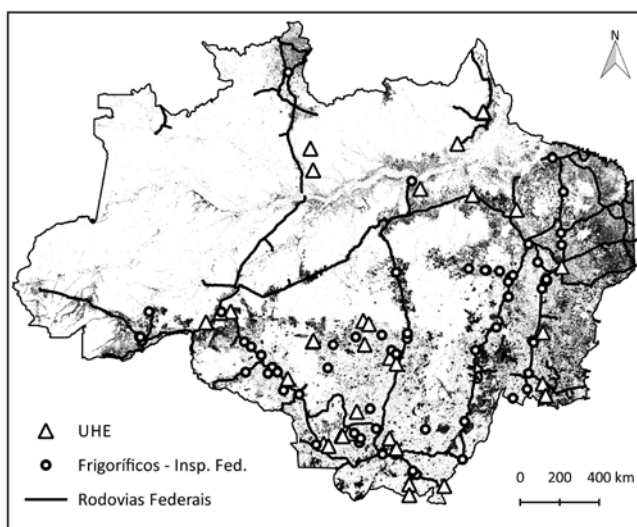 N
UHE
Frigoríficos - Insp. Fed.
Rodovias Federais
0 200 400 km